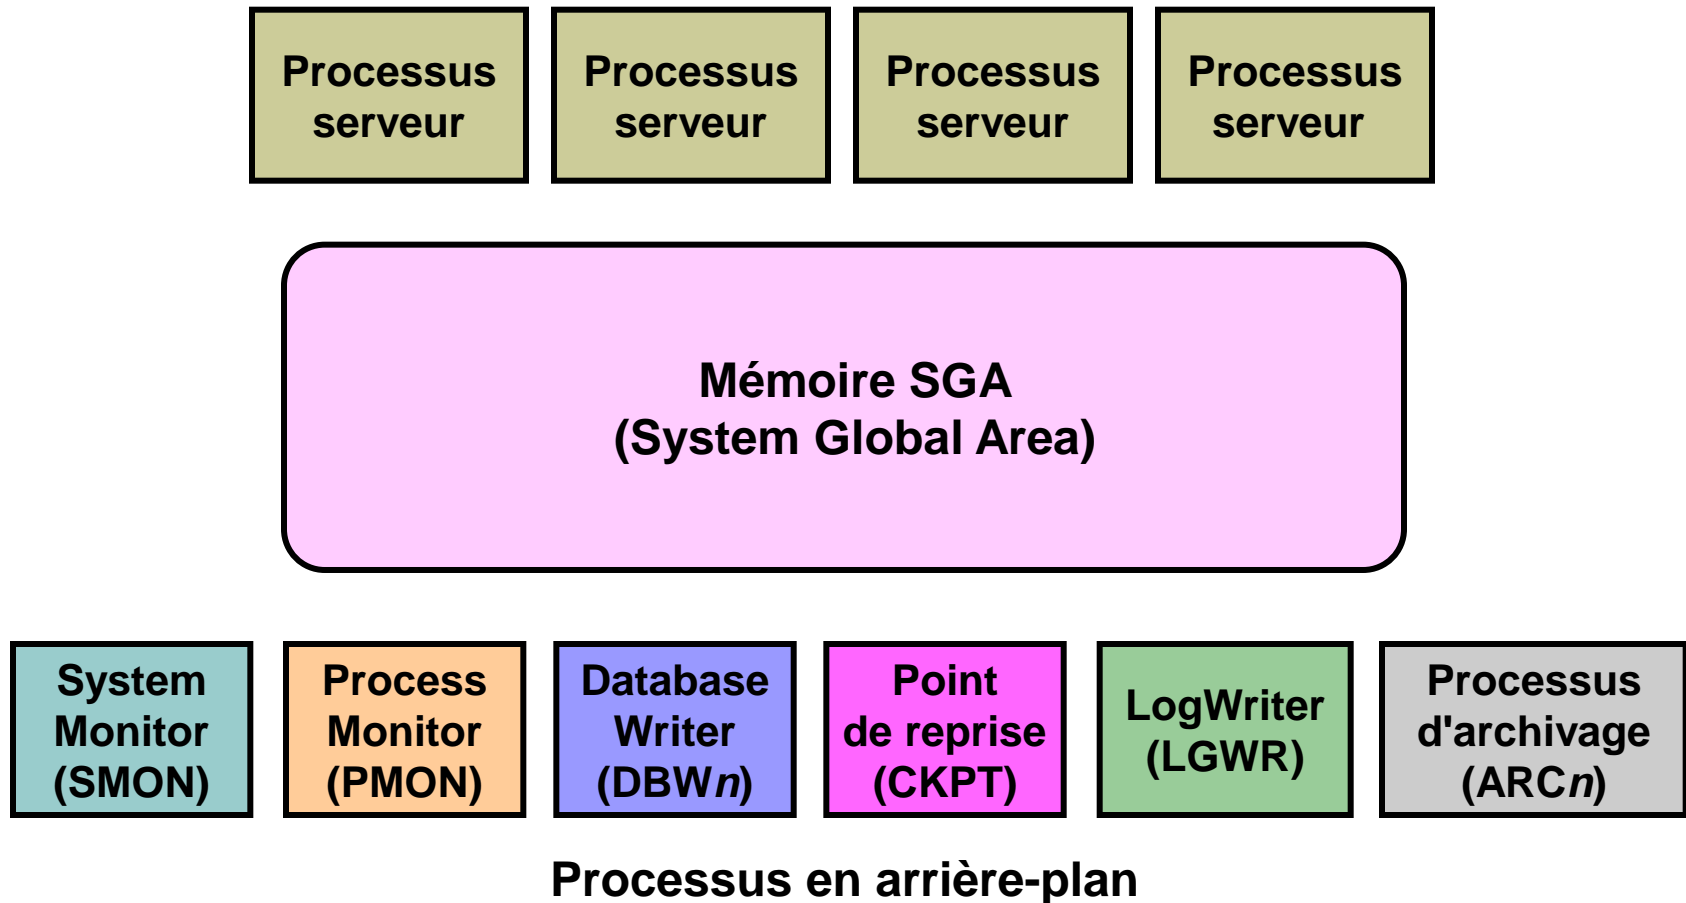 Processus
serveur
Processus
serveur
Processus
serveur
Processus
serveur
Mémoire SGA
(System Global Area)
System
Monitor
(SMON)
Process
Monitor
(PMON)
Database
Writer
(DBWn)
Point
de reprise
(CKPT)
LogWriter
(LGWR)
Processus
d'archivage
(ARCn)
Processus en arrière-plan